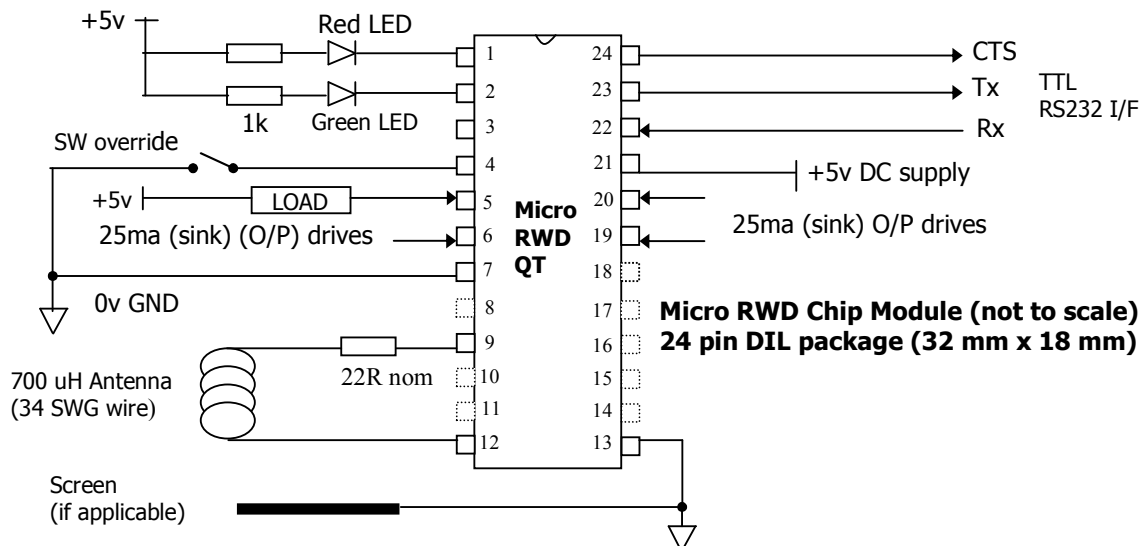 +5v
Red LED
Green LED
1k
SW override
+5v
LOAD
25ma (sink) (O/P) drives
0v GND
700 uH Antenna
(34 SWG wire)
22R nom
Screen
(if applicable)
1
2
3
4
5
6
7
8
9
10
11
12
Micro
RWD
QT
24
23
22
21
20
19
18
17
16
15
14
13
CTS
Tx
Rx
TTL
RS232 I/F
+5v DC supply
25ma (sink) O/P drives
Micro RWD Chip Module (not to scale)
24 pin DIL package (32 mm x 18 mm)